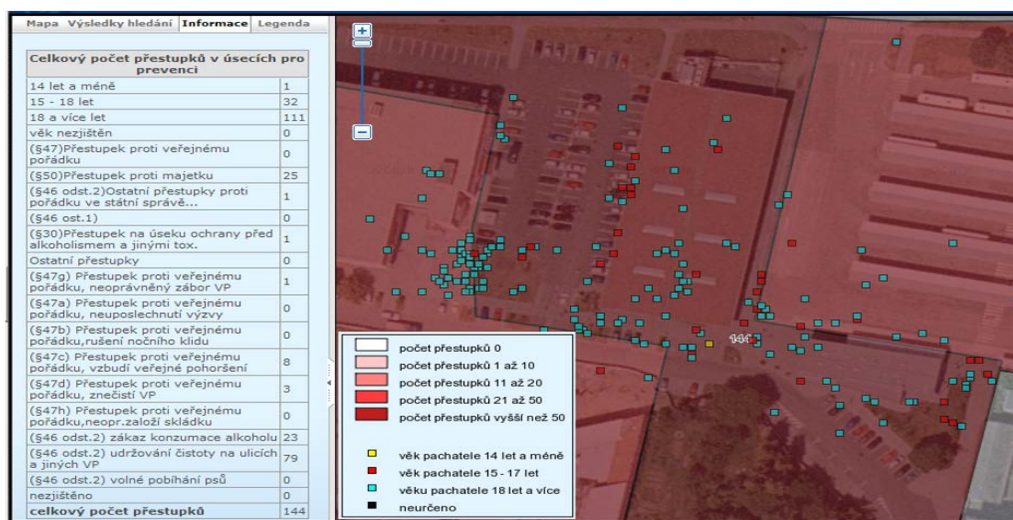 Mapa Výsledky hledání Informace Legenda
Celkový počet přestupků v úsecích pro
prevenci
14 let a méně 1
15 - 18 let 32
18 a více let 111
věk nezjištěn 0
(§47)Přestupek proti veřejnému
pořádku 0
(§50)Přestupek proti majetku 25
(§46 odst.2)Ostatní přestupky proti
pořádku ve státní správě... 1
(§46 ost.1) 0
(§30)Přestupek na úseku ochrany před
alkoholismem a jinými tox. 1
Ostatní přestupky 0
(§47g) Přestupek proti veřejnému
pořádku, neoprávněný zábor VP 1
(§47a) Přestupek proti veřejnému
pořádku, neuposlechnutí výzvy 0
(§47b) Přestupek proti veřejnému
pořádku,rušení nočního klidu 0
(§47c) Přestupek proti veřejnému
pořádku, vzbudí veřejné pohoršení 8
(§47d) Přestupek proti veřejnému
pořádku, znečistí VP 3
(§47h) Přestupek proti veřejnému
pořádku,neopr.založí skládku 0
(§46 odst.2) zákaz konzumace alkoholu 23
(§46 odst.2) udržování čistoty na ulicích
a jiných VP 79
(§46 odst.2) volné pobíhání psů 0
nezjištěno 0
celkový počet přestupků 144
144
počet přestupků 0
počet přestupků 1 až 10
počet přestupků 11 až 20
počet přestupků 21 až 50
počet přestupků vyšší než 50
věk pachatele 14 let a méně
věk pachatele 15 - 17 let
věku pachatele 18 let a více
neurčeno